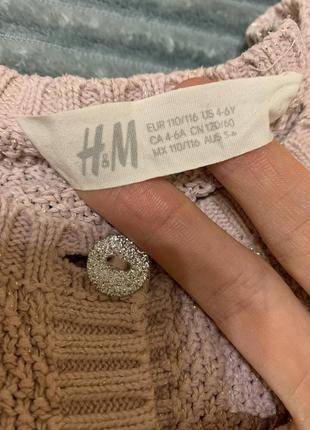 H&M
EUR 110/116 US 4-6Y
CA 4-6A CN 120/60
MX 110/116 AUS 5-6